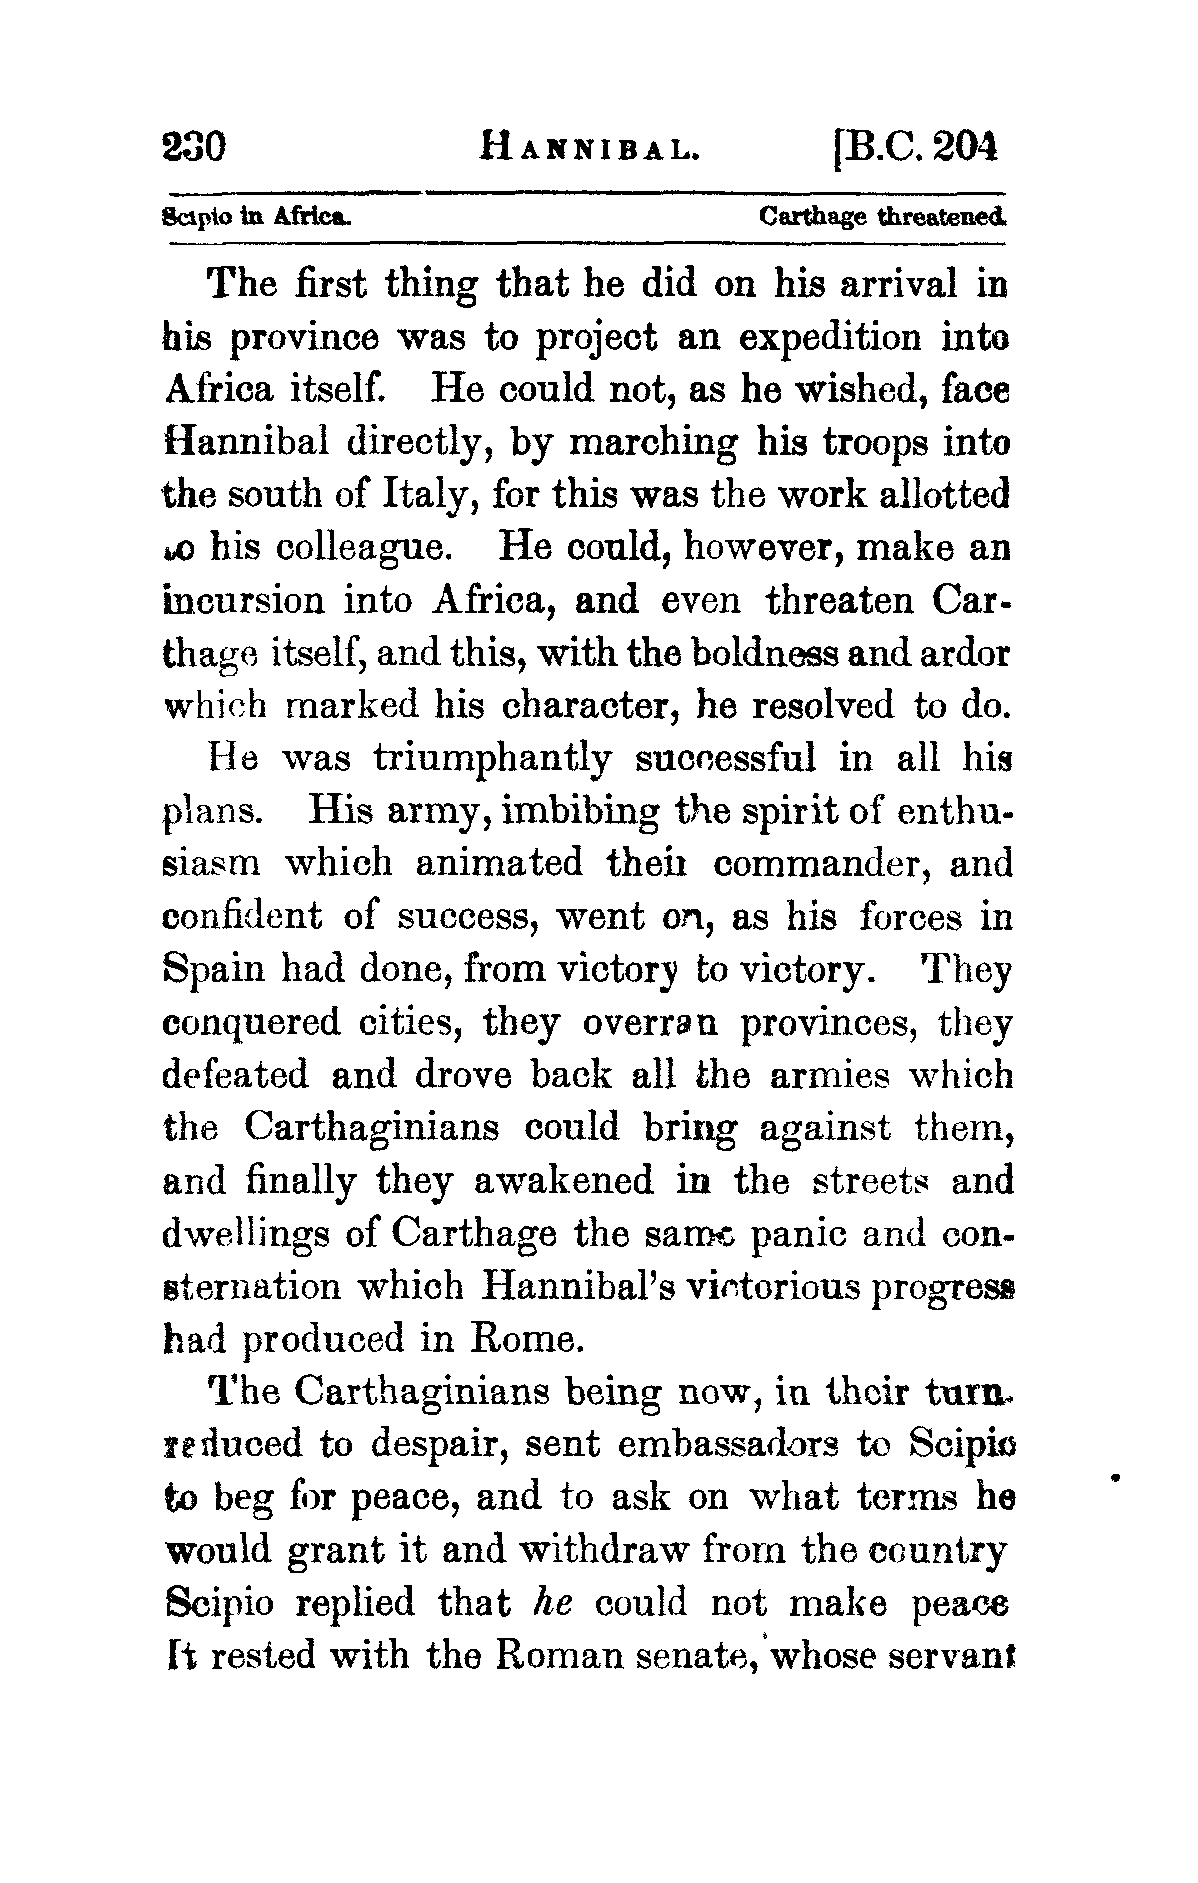 230 HANNIBAL. [B.C. 204
Scipio in Africa. Carthage threatened.
The first thing that he did on his arrival in
his province was to project an expedition into
Africa itself. He could not, as he wished, face
Hannibal directly, by marching his troops into
the south of Italy, for this was the work allotted
to his colleague. He could, however, make an
incursion into Africa, and even threaten Car-
thage itself, and this, with the boldness and ardor
which marked his character, he resolved to do.
He was triumphantly successful in all his
plans. His army, imbibing the spirit of enthu-
siasm which animated their commander, and
confident of success, went on, as his forces in
Spain had done, from victory to victory. They
conquered cities, they overran provinces, they
defeated and drove back all the armies which
the Carthaginians could bring against them,
and finally they awakened in the streets and
dwellings of Carthage the same panic and con-
sternation which Hannibal's victorious progress
had produced in Rome.
The Carthaginians being now, in their turn,
reduced to despair, sent embassadors to Scipio
to beg for peace, and to ask on what terms he
would grant it and withdraw from the country
Scipio replied that he could not make peace
It rested with the Roman senate, whose servant